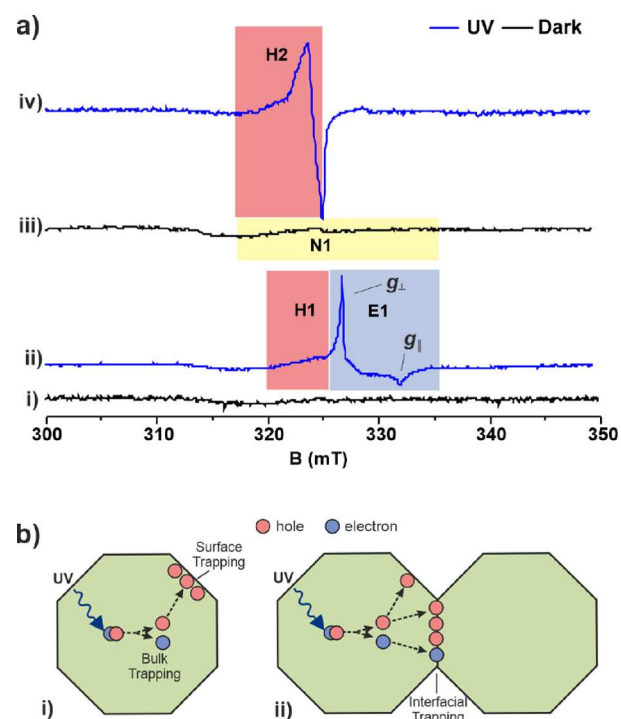 a)
UV Dark
H2
iv)
iii)
N1
g⊥
H1 E1
g∥
ii)
i)
300 310 320 330 340 350
B (mT)
b)
hole electron
Surface
Trapping
UV
UV
Bulk
Trapping
Interfacial
Trapping
i)
ii)